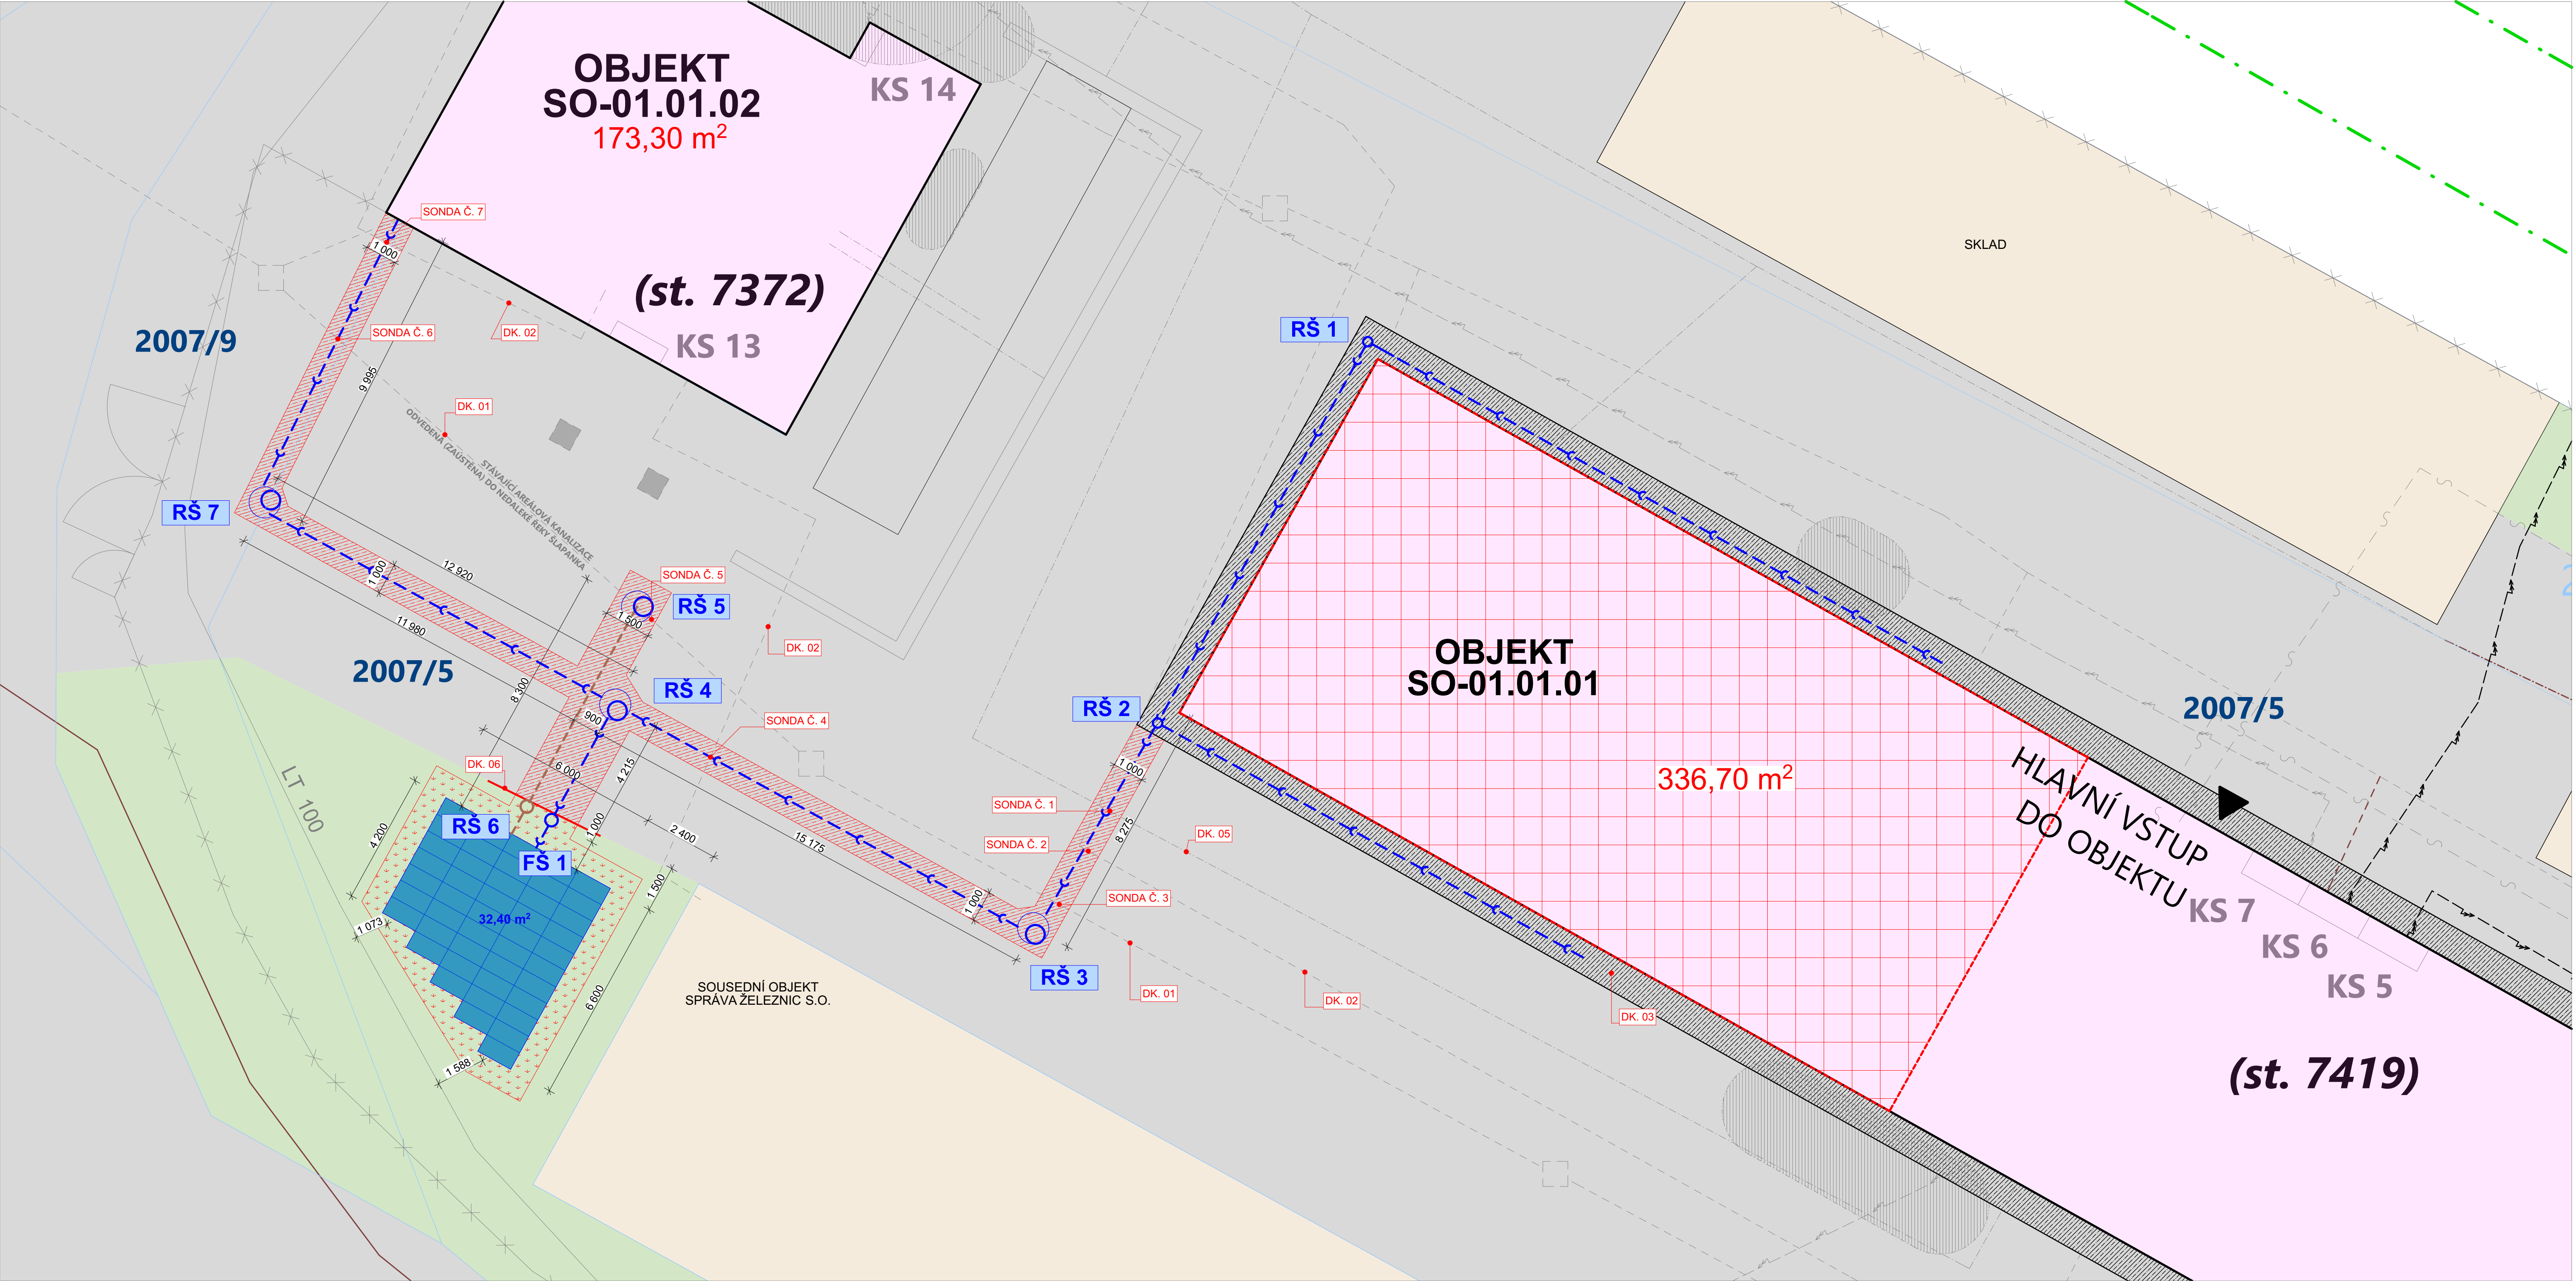 OBJEKT
SO-01.01.02
173,30 m²
KS 14
SONDA Č. 7
1 000
SKLAD
(st. 7372)
KS 13
SONDA Č. 6
DK. 02
RŠ 1
2007/9
9 995
DK. 01
STÁVAJÍCÍ AREÁLOVÁ KANALIZACE
ODVEDENA (ZAÚSTĚNA) DO NEDALEKÉ ŘEKY ŠLAPANKA
RŠ 7
12 920
1 000
SONDA Č. 5
RŠ 5
1 500
11 980
DK. 02
2007/5
8 300
RŠ 4
900
SONDA Č. 4
RŠ 2
OBJEKT
SO-01.01.01
336,70 m²
2007/5
HLAVNÍ VSTUP
DO OBJEKTU
DK. 06
6 000
4 215
1 000
SONDA Č. 1
LT 100
RŠ 6
1 000
2 400
15 175
8 275
DK. 05
4 200
SONDA Č. 2
FŠ 1
1 500
1 000
SONDA Č. 3
KS 7
32,40 m²
1 073
KS 6
RŠ 3
KS 5
SOUSEDNÍ OBJEKT
SPRÁVA ŽELEZNIC S.O.
6 600
DK. 01
DK. 02
DK. 03
1 588
(st. 7419)